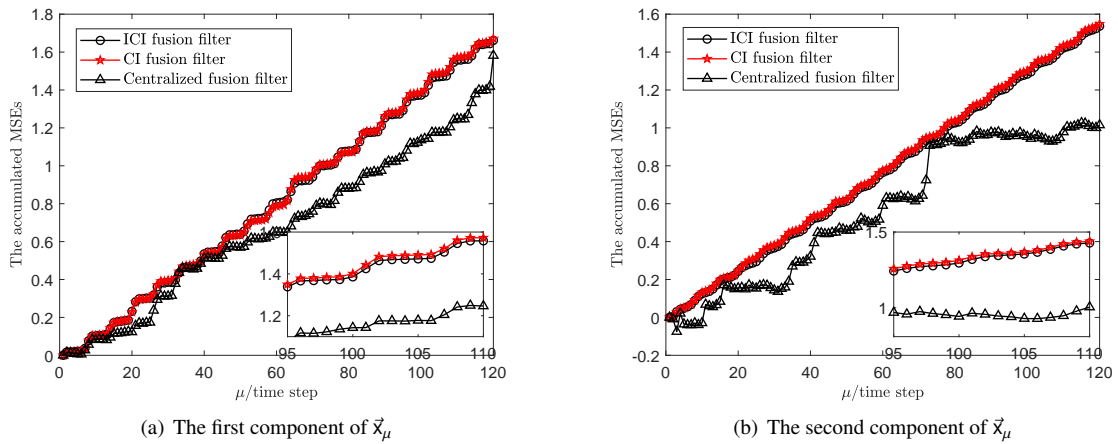 1.8
1.6
1.4
1.2
1
0.8
0.6
0.4
0.2
0
The accumulated MSEs
ICI fusion filter
CI fusion filter
Centralized fusion filter
1
1.4
1.2
95 100 105 110
0 20 40 60 80 100 120
μ/time step
(a) The first component of x⃗μ
1.6
1.4
1.2
1
0.8
0.6
0.4
0.2
0
-0.2
The accumulated MSEs
ICI fusion filter
CI fusion filter
Centralized fusion filter
1.5
1
95 100 105 110
0 20 40 60 80 100 120
μ/time step
(b) The second component of x⃗μ